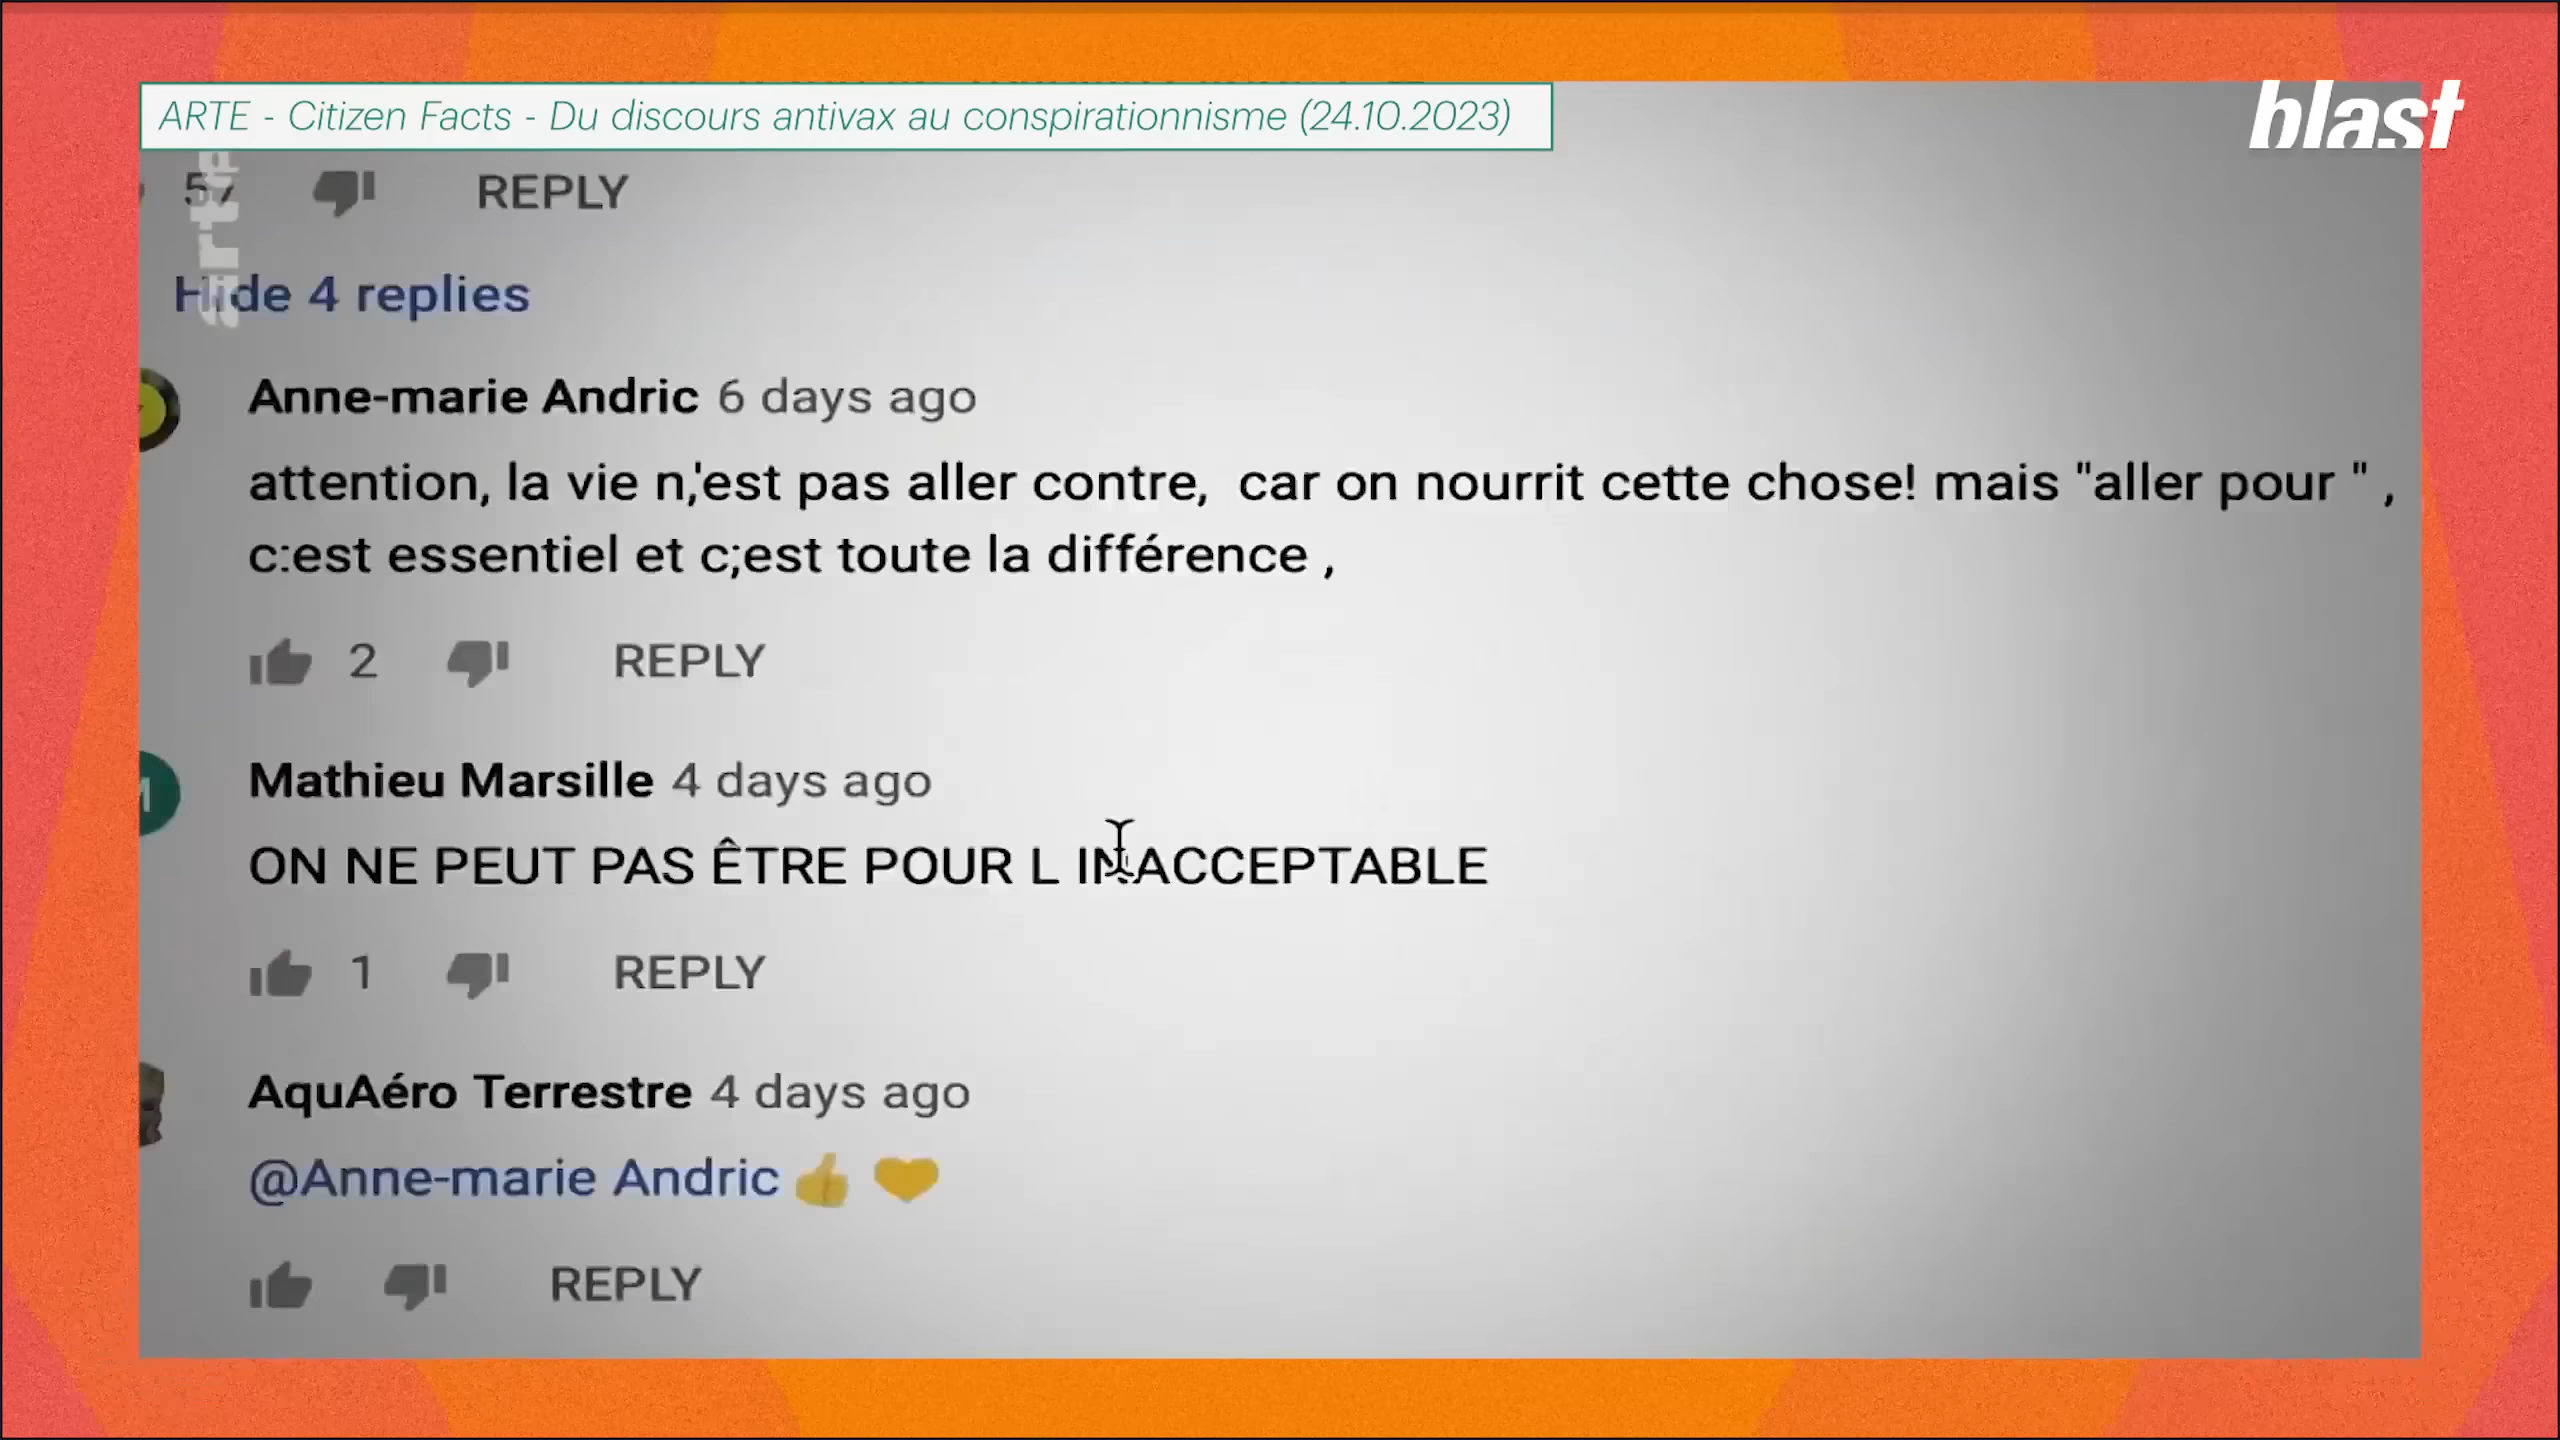 ARTE - Citizen Facts - Du discours antivax au conspirationnisme (24.10.2023)
blast
arte
57 REPLY
Hide 4 replies
Anne-marie Andric 6 days ago
attention, la vie n,'est pas aller contre,  car on nourrit cette chose! mais "aller pour " ,
c:est essentiel et c;est toute la différence ,
2 REPLY
M
Mathieu Marsille 4 days ago
ON NE PEUT PAS ÊTRE POUR L INACCEPTABLE
1 REPLY
AquAéro Terrestre 4 days ago
@Anne-marie Andric 👍 💛
REPLY